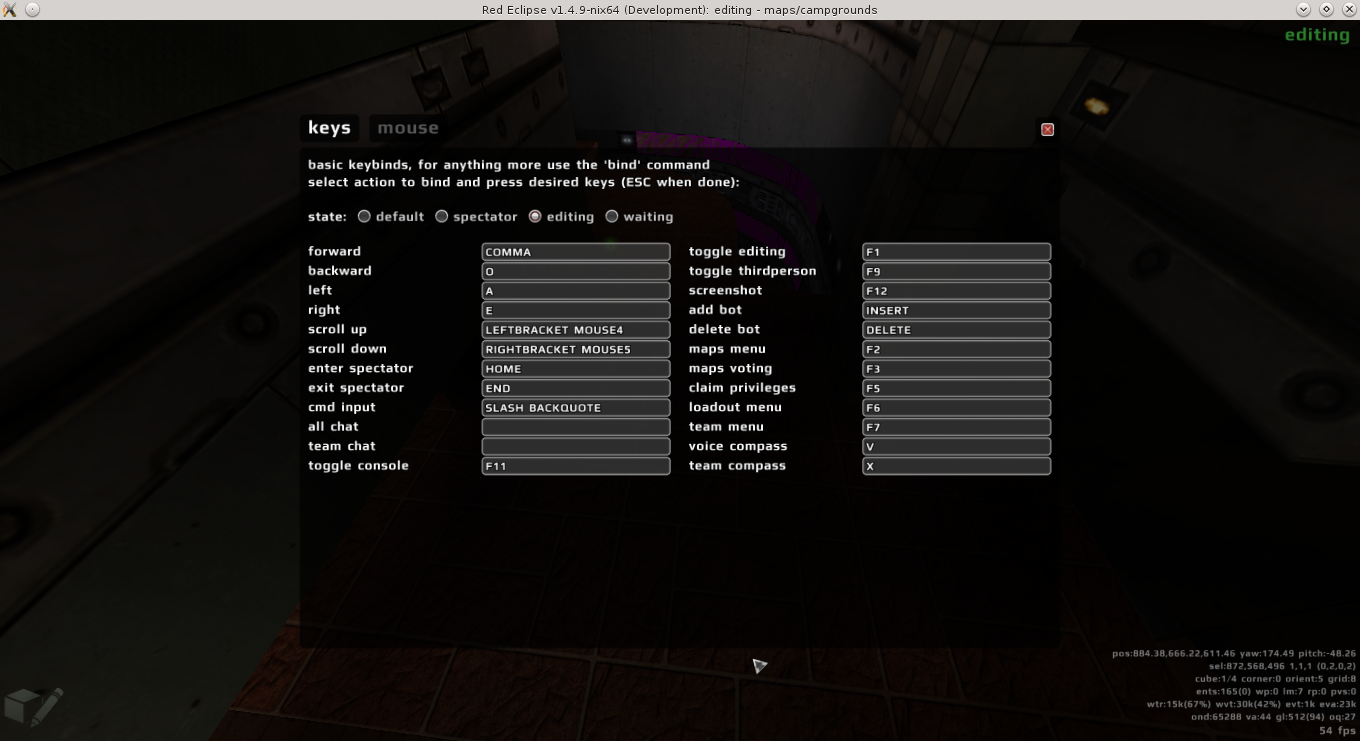 Red Eclipse v1.4.9-nix64 (Development): editing - maps/campgrounds
editing
keys mouse
basic keybinds, for anything more use the 'bind' command
select action to bind and press desired keys (ESC when done):
state: default spectator editing waiting
forward COMMA toggle editing F1
backward O toggle thirdperson F9
left A screenshot F12
right E add bot INSERT
scroll up LEFTBRACKET MOUSE4 delete bot DELETE
scroll down RIGHTBRACKET MOUSE5 maps menu F2
enter spectator HOME maps voting F3
exit spectator END claim privileges F5
cmd input SLASH BACKQUOTE loadout menu F6
all chat team menu F7
team chat voice compass V
toggle console F11 team compass X
pos:884.38,666.22,611.46 yaw:174.49 pitch:-48.26
sel:872,568,496 1,1,1 (0,2,0,2)
cube:1/4 corner:0 orient:5 grid:8
ents:165(0) wp:0 lm:7 rp:0 pvs:0
wtr:15k(67%) wvt:30k(42%) evt:1k eva:23k
ond:65288 va:44 gl:512(94) oq:27
54 fps